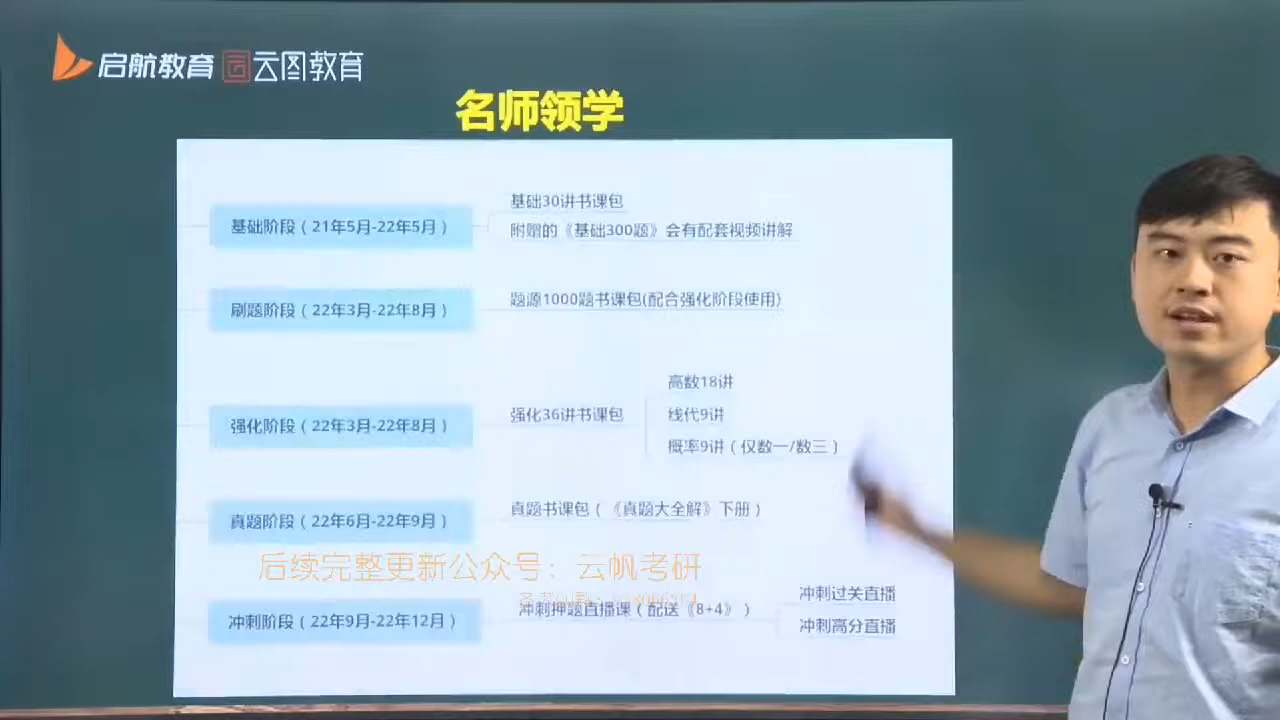 启航教育 云图教育
名师领学
基础阶段（21年5月-22年5月）
基础30讲书课包
附赠的《基础300题》会有配套视频讲解
刷题阶段（22年3月-22年8月）
题源1000题书课包(配合强化阶段使用)
强化阶段（22年3月-22年8月）
强化36讲书课包
高数18讲
线代9讲
概率9讲（仅数一/数三）
真题阶段（22年6月-22年9月）
真题书课包（《真题大全解》下册）
后续完整更新公众号：云帆考研
冲刺阶段（22年9月-22年12月）
冲刺押题直播课（配送《8+4》）
冲刺过关直播
冲刺高分直播